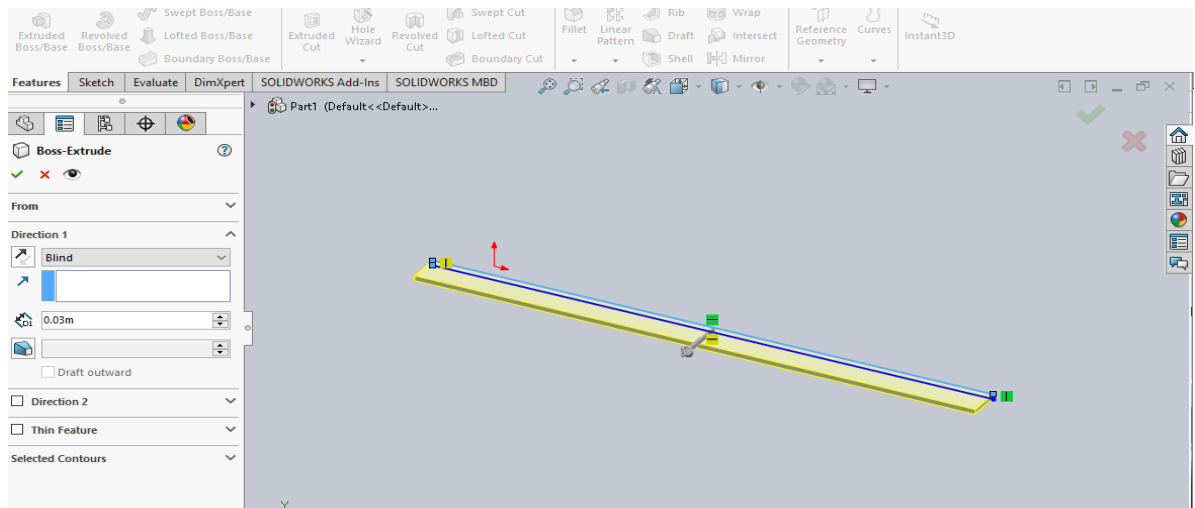 Extruded Boss/Base
Revolved Boss/Base
Swept Boss/Base
Lofted Boss/Base
Boundary Boss/Base
Extruded Cut
Hole Wizard
Revolved Cut
Swept Cut
Lofted Cut
Boundary Cut
Fillet
Linear Pattern
Rib
Draft
Shell
Wrap
Intersect
Mirror
Reference Geometry
Curves
Instant3D
Features
Sketch
Evaluate
DimXpert
SOLIDWORKS Add-Ins
SOLIDWORKS MBD
Part1 (Default<<Default>...
Boss-Extrude
From
Direction 1
Blind
D1
0.03m
Draft outward
Direction 2
Thin Feature
Selected Contours
Y